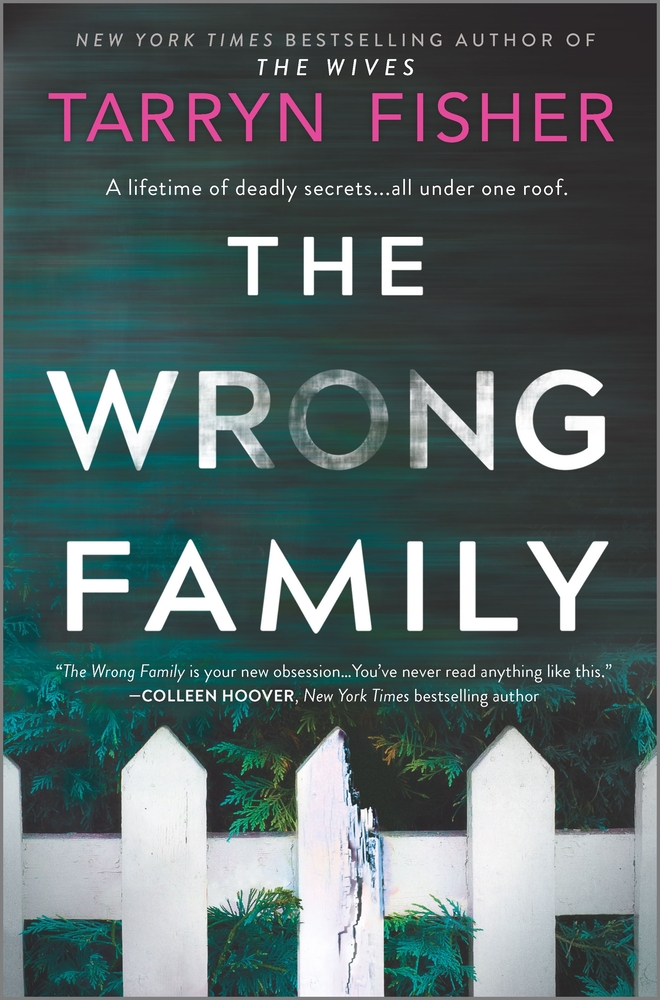 NEW YORK TIMES BESTSELLING AUTHOR OF
THE WIVES
TARRYN FISHER
A lifetime of deadly secrets...all under one roof.
THE
WRONG
FAMILY
“The Wrong Family is your new obsession...You’ve never read anything like this.”
—COLLEEN HOOVER, New York Times bestselling author